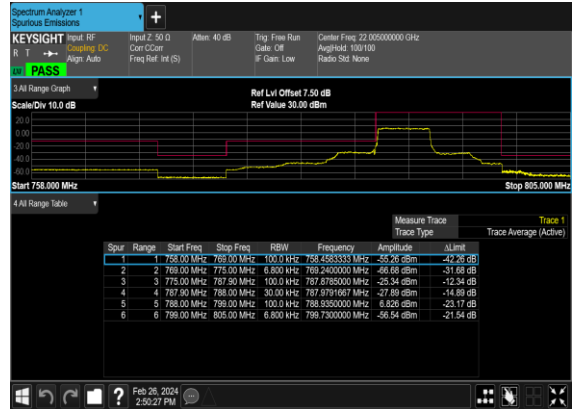 Spectrum Analyzer 1
Spurious Emissions
+
KEYSIGHT Input: RF Input Z: 50 Ω Atten: 40 dB Trig: Free Run Center Freq: 22.005000000 GHz
R T Coupling: DC Corr CCorr Gate: Off Avg|Hold: 100/100
Align: Auto Freq Ref: Int (S) IF Gain: Low Radio Std: None
PASS
3 All Range Graph
Ref Lvl Offset 7.50 dB
Scale/Div 10.0 dB Ref Value 30.00 dBm
20.0
0.00
-20.0
-40.0
-60.0
Start 758.000 MHz Stop 805.000 MHz
4 All Range Table
Measure Trace Trace 1
Trace Type Trace Average (Active)
Spur Range Start Freq Stop Freq RBW Frequency Amplitude ΔLimit
1 1 758.00 MHz 769.00 MHz 100.0 kHz 758.4583333 MHz -55.26 dBm -42.26 dB
2 2 769.00 MHz 775.00 MHz 6.800 kHz 769.2400000 MHz -66.68 dBm -31.68 dB
3 3 775.00 MHz 787.90 MHz 100.0 kHz 787.8785000 MHz -25.34 dBm -12.34 dB
4 4 787.90 MHz 788.00 MHz 30.00 kHz 787.9791667 MHz -27.89 dBm -14.89 dB
5 5 788.00 MHz 799.00 MHz 100.0 kHz 788.9350000 MHz 6.826 dBm -23.17 dB
6 6 799.00 MHz 805.00 MHz 6.800 kHz 799.7300000 MHz -56.54 dBm -21.54 dB
? Feb 26, 2024
2:50:27 PM